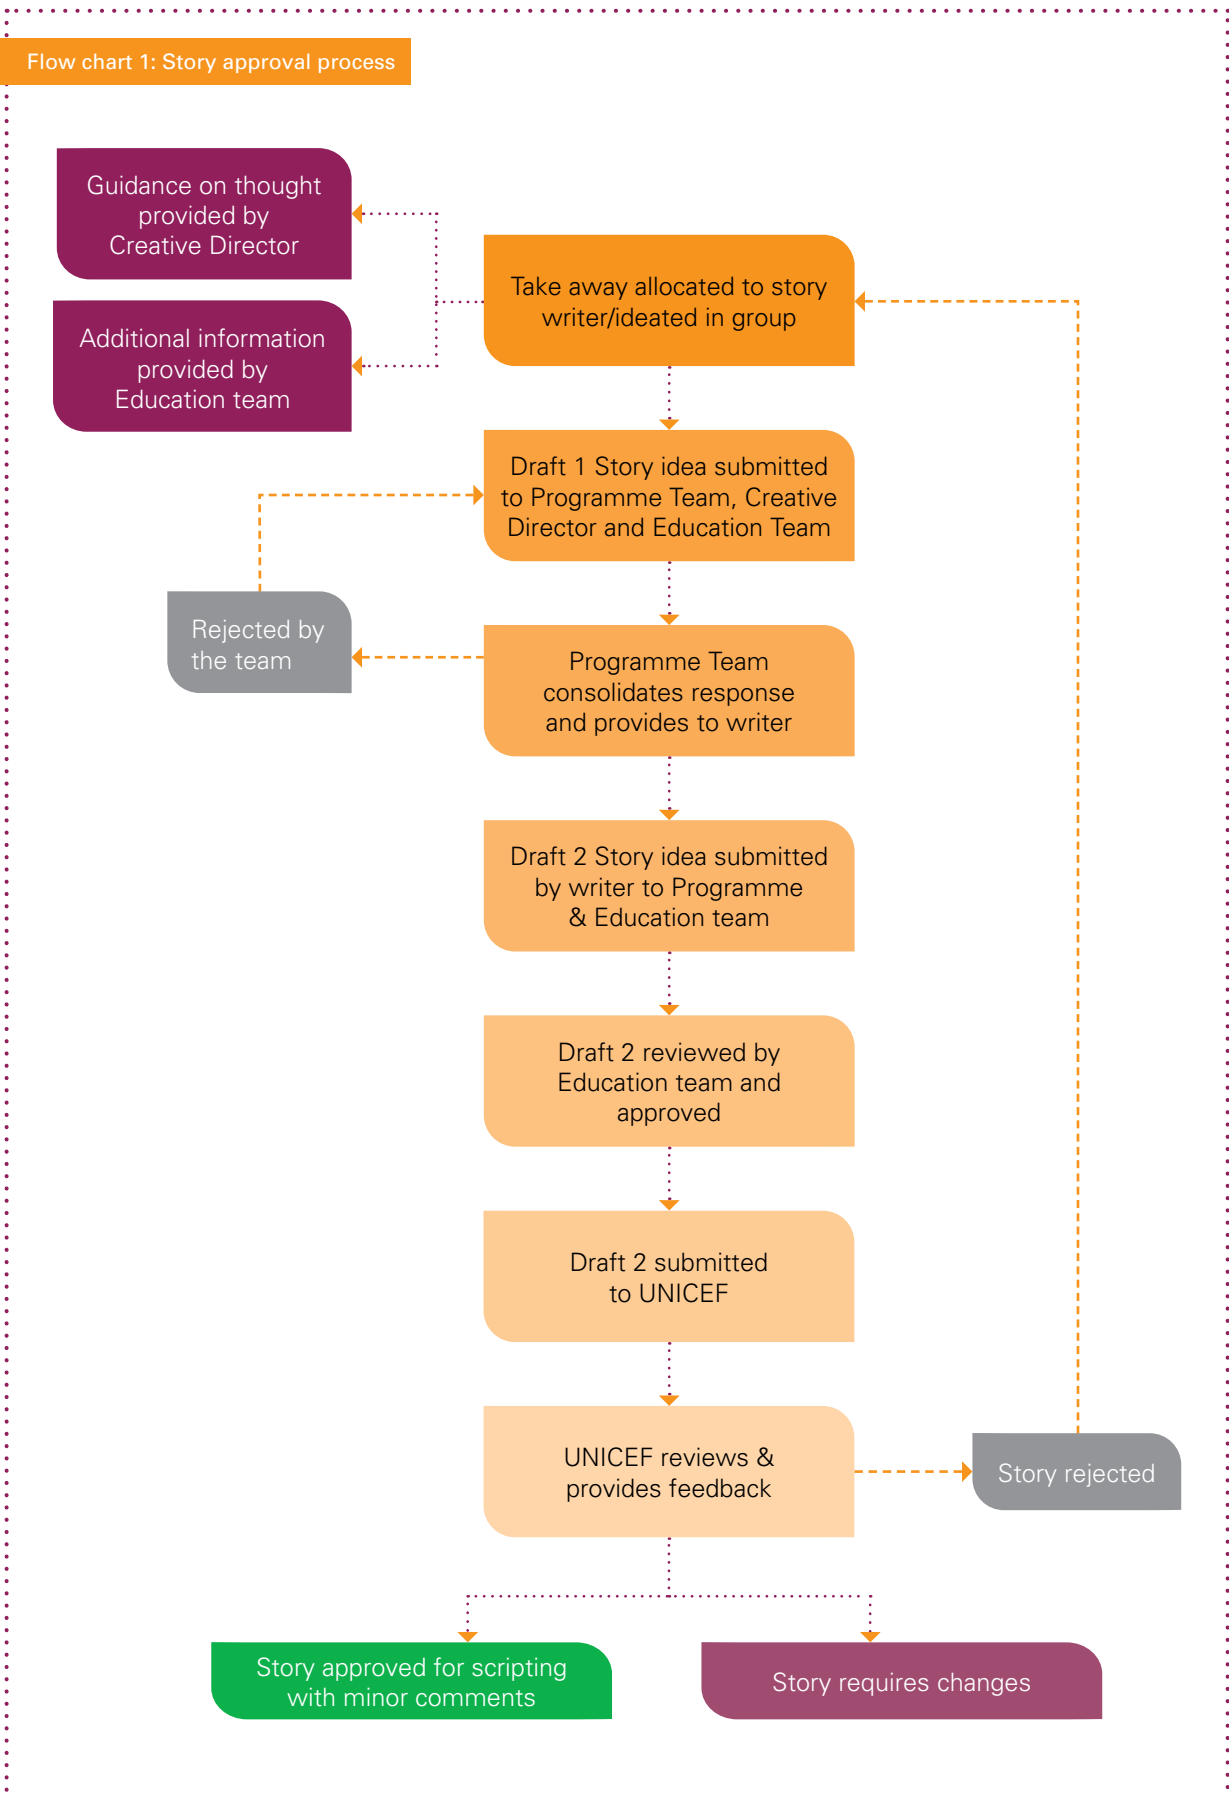 Flow chart 1: Story approval process
Guidance on thought
provided by
Creative Director
Take away allocated to story
writer/ideated in group
Additional information
provided by
Education team
Draft 1 Story idea submitted
to Programme Team, Creative
Director and Education Team
Rejected by
the team
Programme Team
consolidates response
and provides to writer
Draft 2 Story idea submitted
by writer to Programme
& Education team
Draft 2 reviewed by
Education team and
approved
Draft 2 submitted
to UNICEF
UNICEF reviews &
provides feedback
Story rejected
Story approved for scripting
with minor comments
Story requires changes